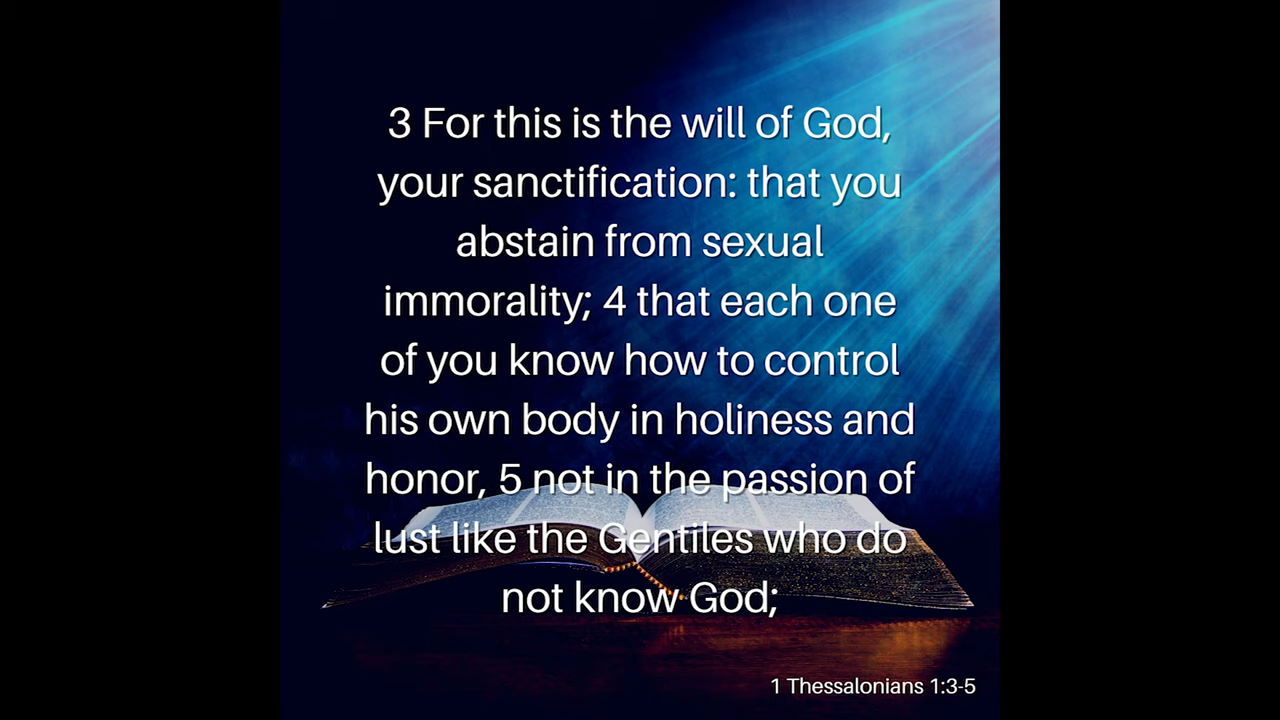 3 For this is the will of God,
your sanctification: that you
abstain from sexual
immorality; 4 that each one
of you know how to control
his own body in holiness and
honor, 5 not in the passion of
lust like the Gentiles who do
not know God;
1 Thessalonians 1:3-5